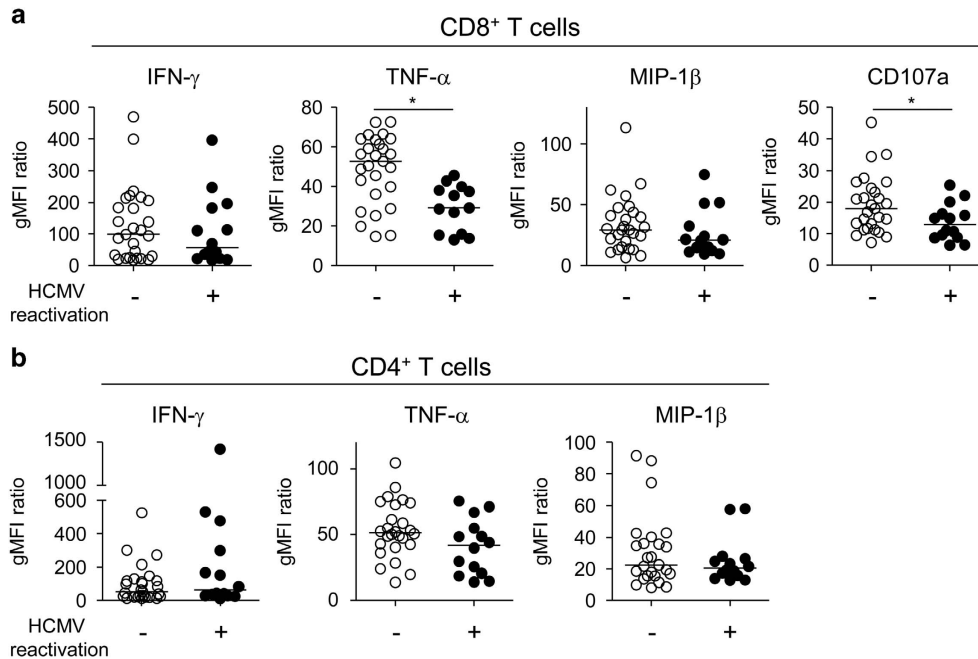 a
CD8⁺ T cells
IFN-γ
TNF-α
MIP-1β
CD107a
gMFI ratio
500
400
300
200
100
0
gMFI ratio
80
60
40
20
0
*
gMFI ratio
100
50
0
gMFI ratio
50
40
30
20
10
0
*
HCMV
reactivation
- +
- +
- +
- +
b
CD4⁺ T cells
IFN-γ
TNF-α
MIP-1β
gMFI ratio
1500
1000
600
400
200
0
gMFI ratio
100
50
0
gMFI ratio
100
80
60
40
20
0
HCMV
reactivation
- +
- +
- +